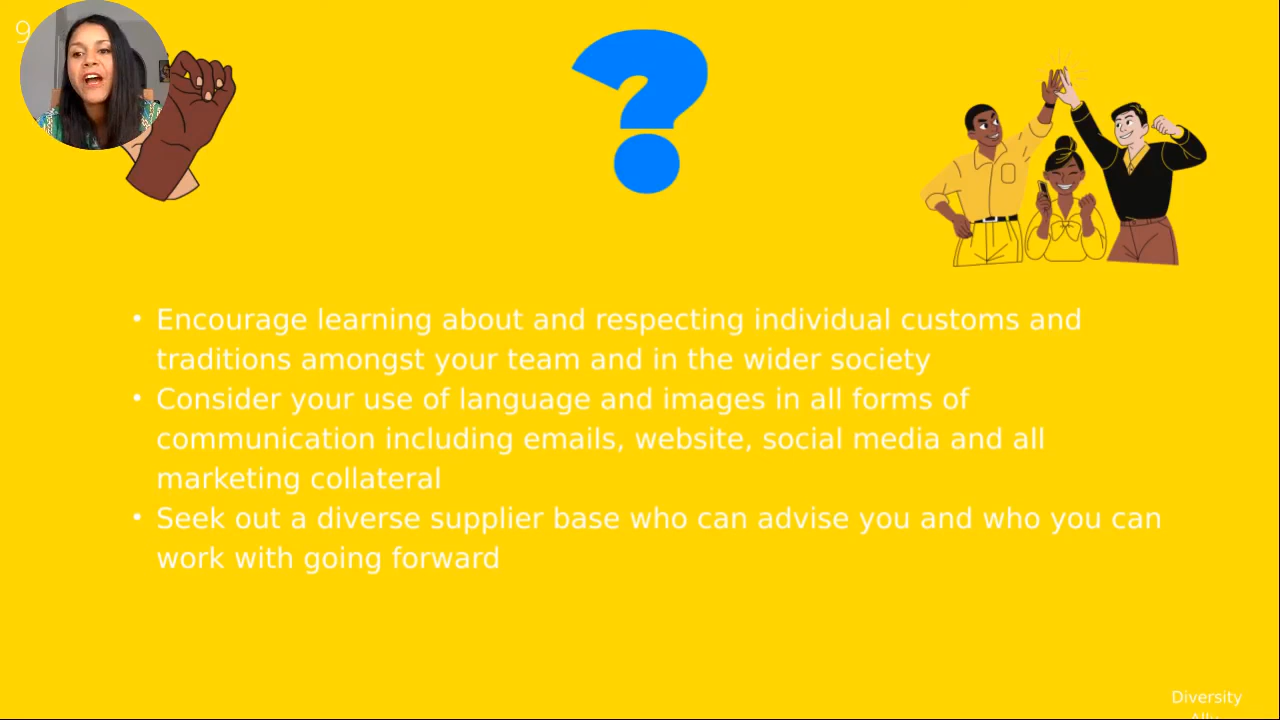 9
?
• Encourage learning about and respecting individual customs and
traditions amongst your team and in the wider society
• Consider your use of language and images in all forms of
communication including emails, website, social media and all
marketing collateral
• Seek out a diverse supplier base who can advise you and who you can
work with going forward
Diversity